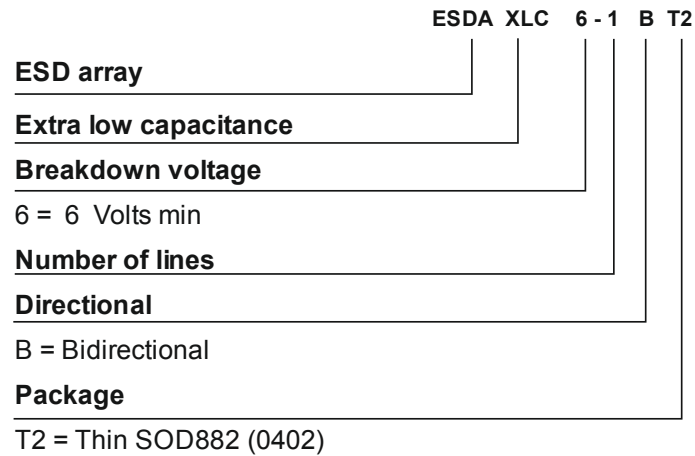 ESDA XLC 6 - 1 B T2
ESD array
Extra low capacitance
Breakdown voltage
6 = 6 Volts min
Number of lines
Directional
B = Bidirectional
Package
T2 = Thin SOD882 (0402)